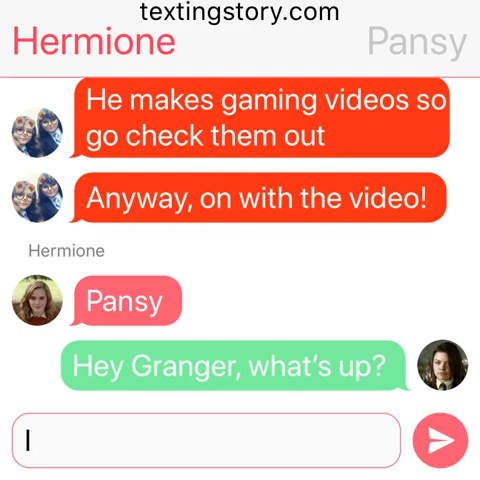 textingstory.com
Hermione
Pansy
He makes gaming videos so
go check them out
Anyway, on with the video!
Hermione
Pansy
Hey Granger, what's up?